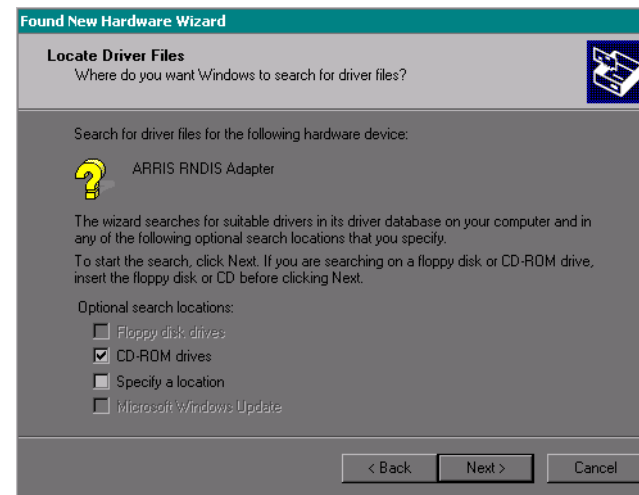 Found New Hardware Wizard
Locate Driver Files
Where do you want Windows to search for driver files?
Search for driver files for the following hardware device:
ARRIS RNDIS Adapter
The wizard searches for suitable drivers in its driver database on your computer and in
any of the following optional search locations that you specify.
To start the search, click Next. If you are searching on a floppy disk or CD-ROM drive,
insert the floppy disk or CD before clicking Next.
Optional search locations:
Floppy disk drives
CD-ROM drives
Specify a location
Microsoft Windows Update
< Back Next > Cancel